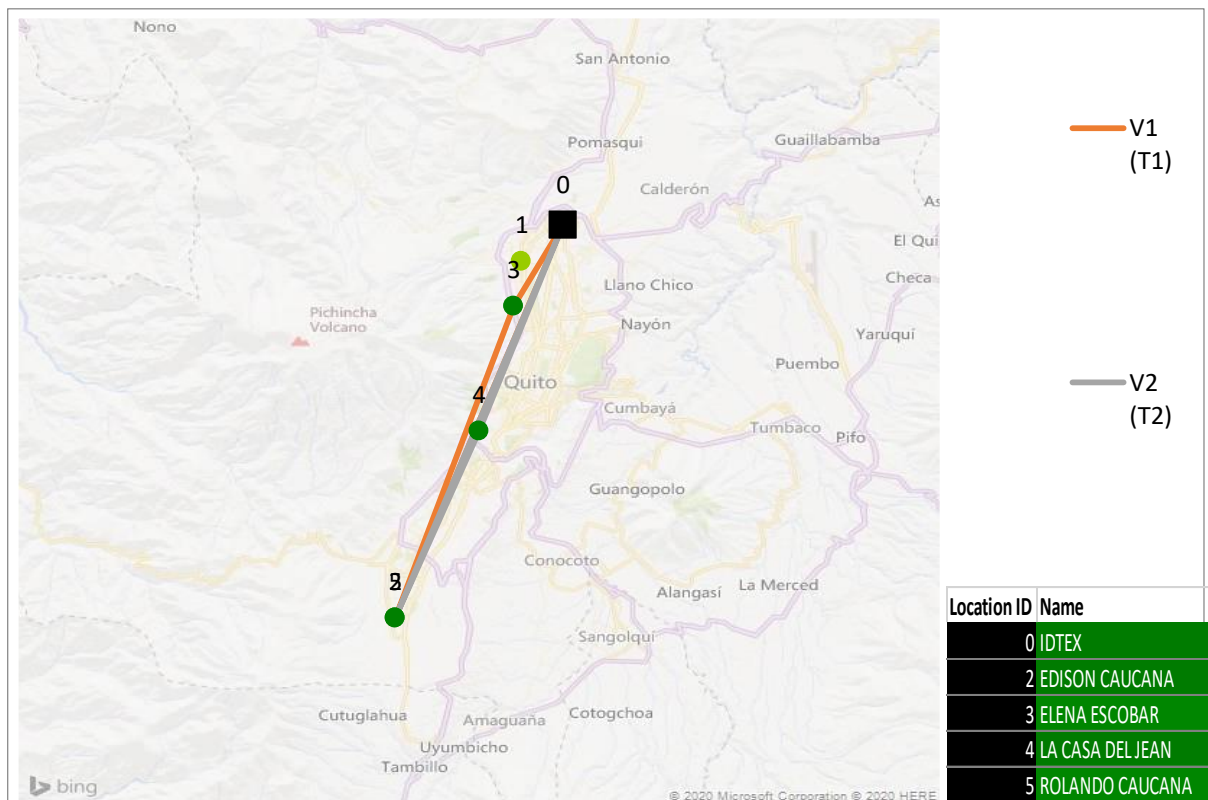 Nono
San Antonio
Pomasqui
Guaillabamba
V1
(T1)
0
Calderón
As
1
El Qui
3
Checa
Llano Chico
Pichincha
Volcano
Nayón
Yaruquí
Puembo
Quito
V2
(T2)
4
Cumbayá
Tumbaco
Pifo
Guangopolo
Conocoto
La Merced
Alangasí
Location ID Name
Sangolquí
0 IDTEX
2 EDISON CAUCANA
3 ELENA ESCOBAR
4 LA CASA DEL JEAN
5 ROLANDO CAUCANA
Cutuglahua
Amaguaña
Cotogchoa
Uyumbicho
Tambillo
bing
© 2020 Microsoft Corporation © 2020 HERE